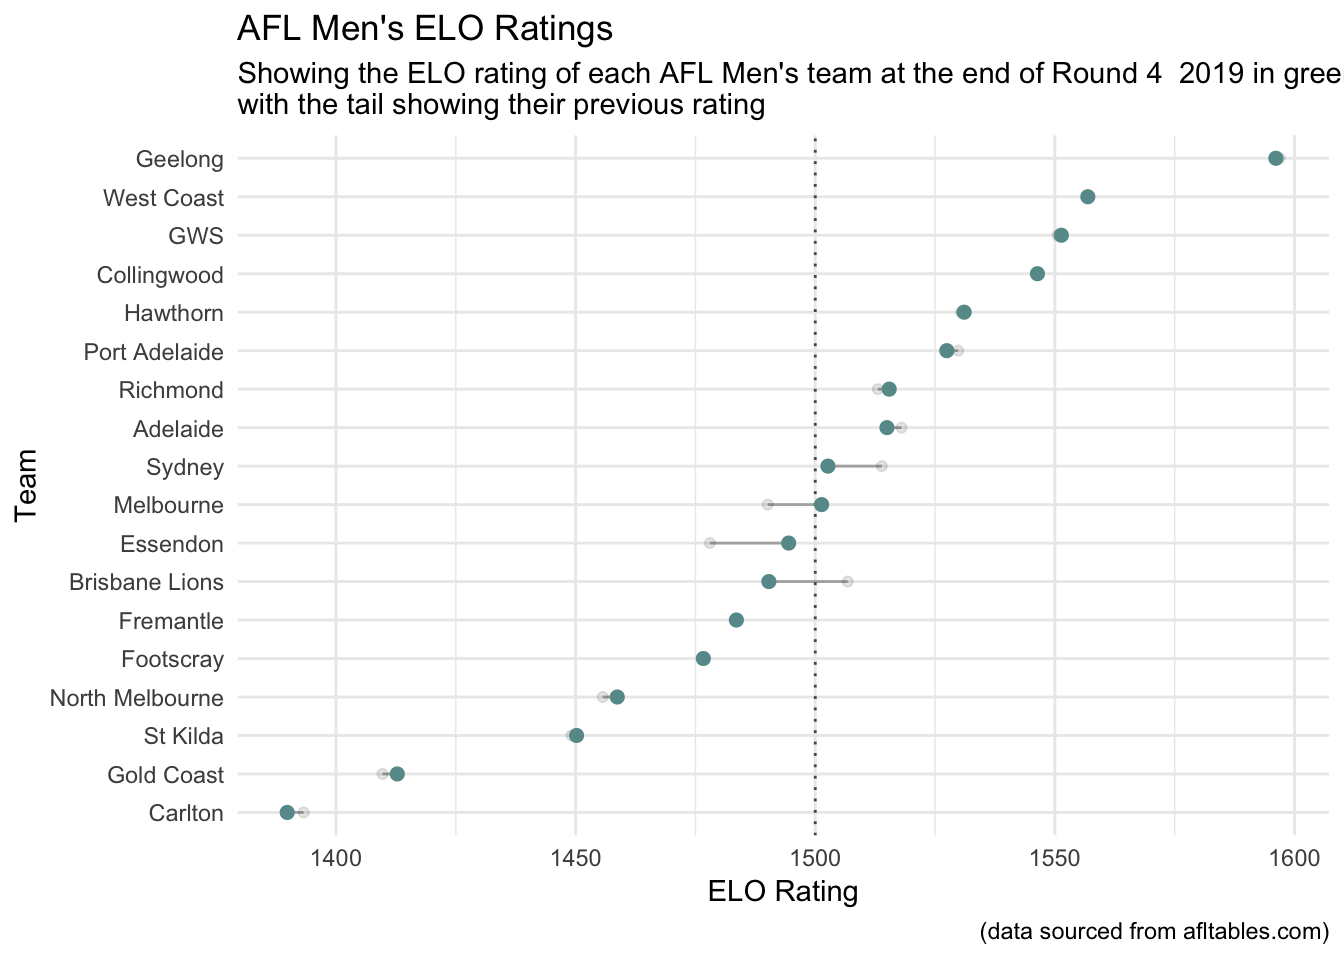 AFL Men's ELO Ratings
Showing the ELO rating of each AFL Men's team at the end of Round 4  2019 in gree
with the tail showing their previous rating
Geelong
West Coast
GWS
Collingwood
Hawthorn
Port Adelaide
Richmond
Adelaide
Sydney
Melbourne
Essendon
Brisbane Lions
Fremantle
Footscray
North Melbourne
St Kilda
Gold Coast
Carlton
Team
1400 1450 1500 1550 1600
ELO Rating
(data sourced from afltables.com)